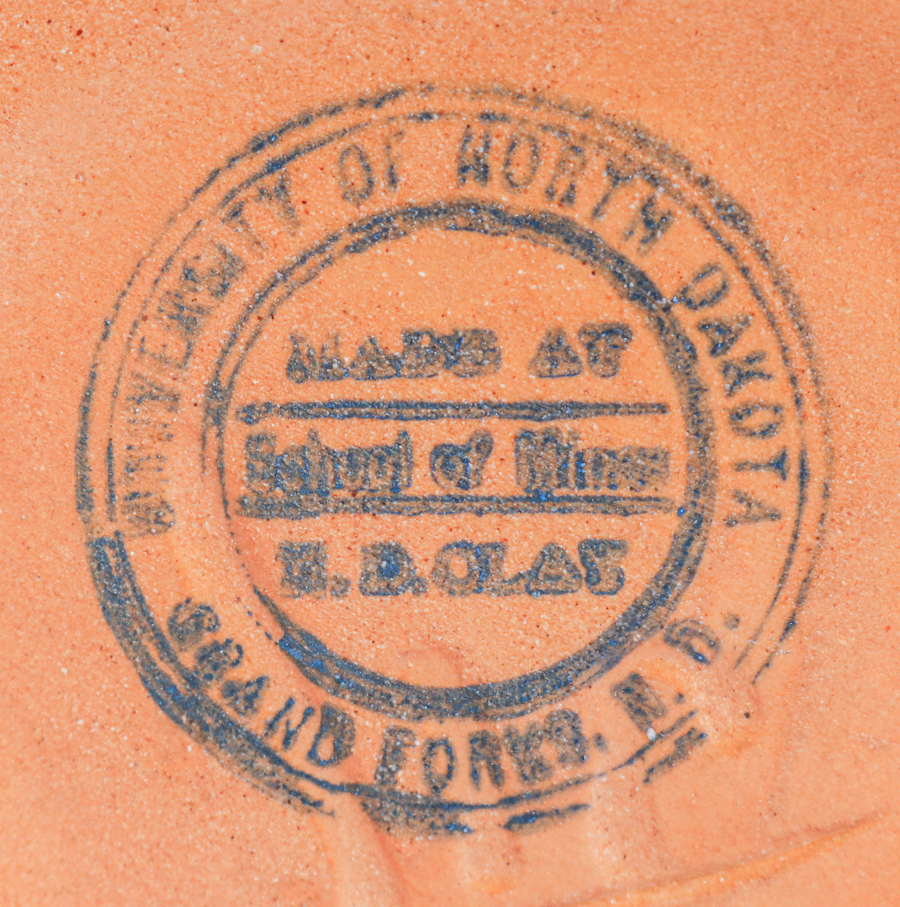 UNIVERSITY OF NORTH DAKOTA
MADE AT
School of Mines
N. D. CLAY
GRAND FORKS, N. D.